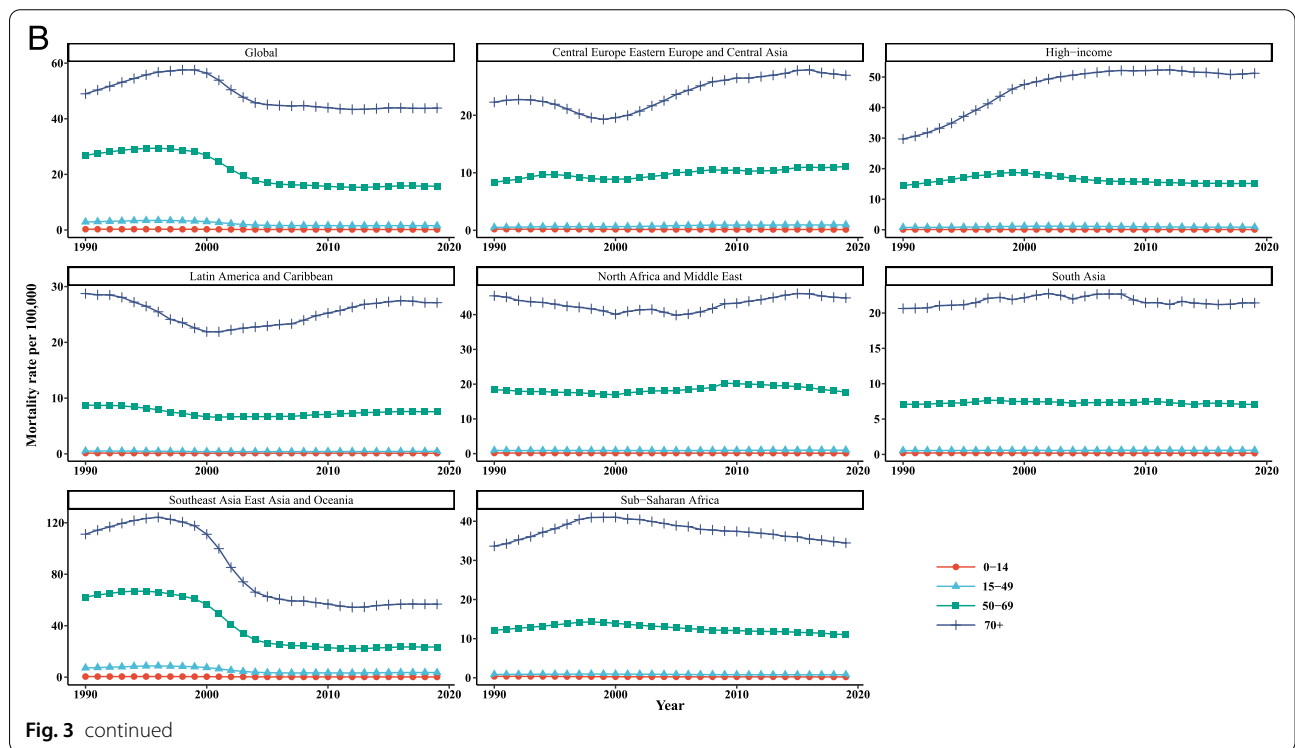 B
Global
Central Europe Eastern Europe and Central Asia
High−income
60
40
20
0
1990 2000 2010 2020
20
10
0
1990 2000 2010 2020
50
40
30
20
10
0
1990 2000 2010 2020
Mortality rate per 100,000
Latin America and Caribbean
North Africa and Middle East
South Asia
30
20
10
0
1990 2000 2010 2020
40
30
20
10
0
1990 2000 2010 2020
20
15
10
5
0
1990 2000 2010 2020
Southeast Asia East Asia and Oceania
Sub−Saharan Africa
120
80
40
0
1990 2000 2010 2020
40
30
20
10
0
1990 2000 2010 2020
0−14
15−49
50−69
70+
Year
Fig. 3 continued